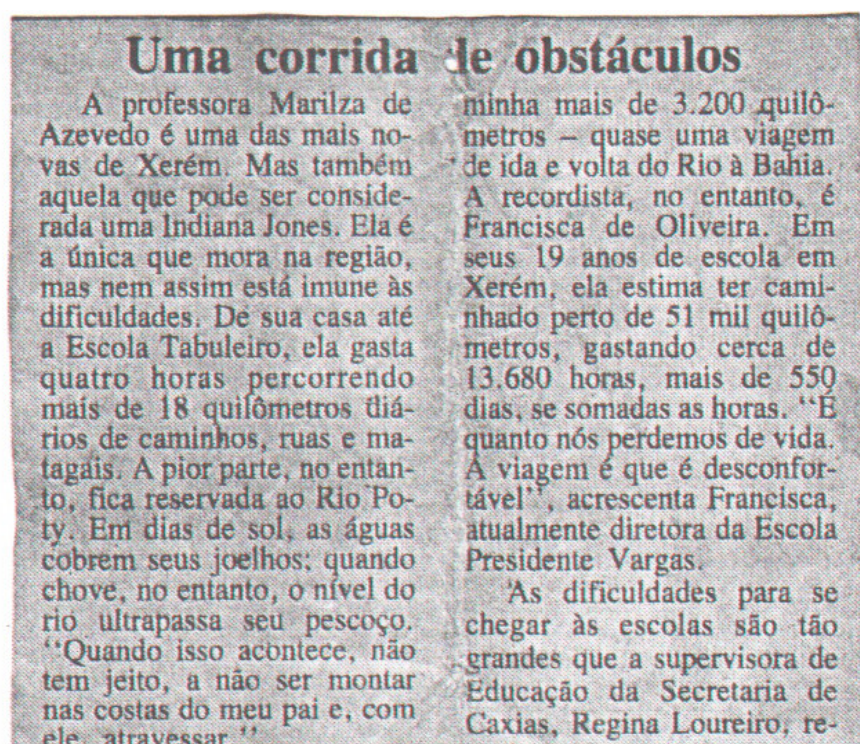 Uma corrida de obstáculos
A professora Marilza de
Azevedo é uma das mais no-
vas de Xerém. Mas também
aquela que pode ser conside-
rada uma Indiana Jones. Ela é
a única que mora na região,
mas nem assim está imune às
dificuldades. De sua casa até
a Escola Tabuleiro, ela gasta
quatro horas percorrendo
mais de 18 quilômetros diá-
rios de caminhos, ruas e ma-
tagais. A pior parte, no entan-
to, fica reservada ao Rio Po-
ty. Em dias de sol, as águas
cobrem seus joelhos; quando
chove, no entanto, o nível do
rio ultrapassa seu pescoço.
“Quando isso acontece, não
tem jeito, a não ser montar
nas costas do meu pai e, com
ele, atravessar.”
minha mais de 3.200 quilô-
metros – quase uma viagem
de ida e volta do Rio à Bahia.
A recordista, no entanto, é
Francisca de Oliveira. Em
seus 19 anos de escola em
Xerém, ela estima ter cami-
nhado perto de 51 mil quilô-
metros, gastando cerca de
13.680 horas, mais de 550
dias, se somadas as horas. “É
quanto nós perdemos de vida.
A viagem é que é desconfor-
tável”, acrescenta Francisca,
atualmente diretora da Escola
Presidente Vargas.
As dificuldades para se
chegar às escolas são tão
grandes que a supervisora de
Educação da Secretaria de
Caxias, Regina Loureiro, re-